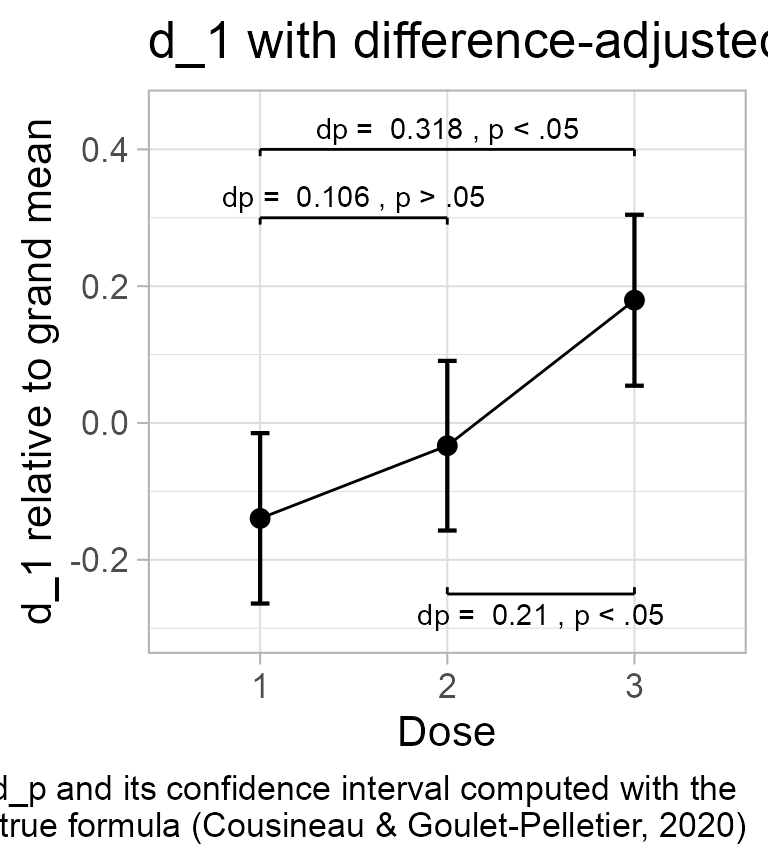 d_1 with difference-adjusted
dp = 0.318 , p < .05
dp = 0.106 , p > .05
dp = 0.21 , p < .05
d_1 relative to grand mean
0.4
0.2
0.0
-0.2
1 2 3
Dose
d_p and its confidence interval computed with the
true formula (Cousineau & Goulet-Pelletier, 2020)